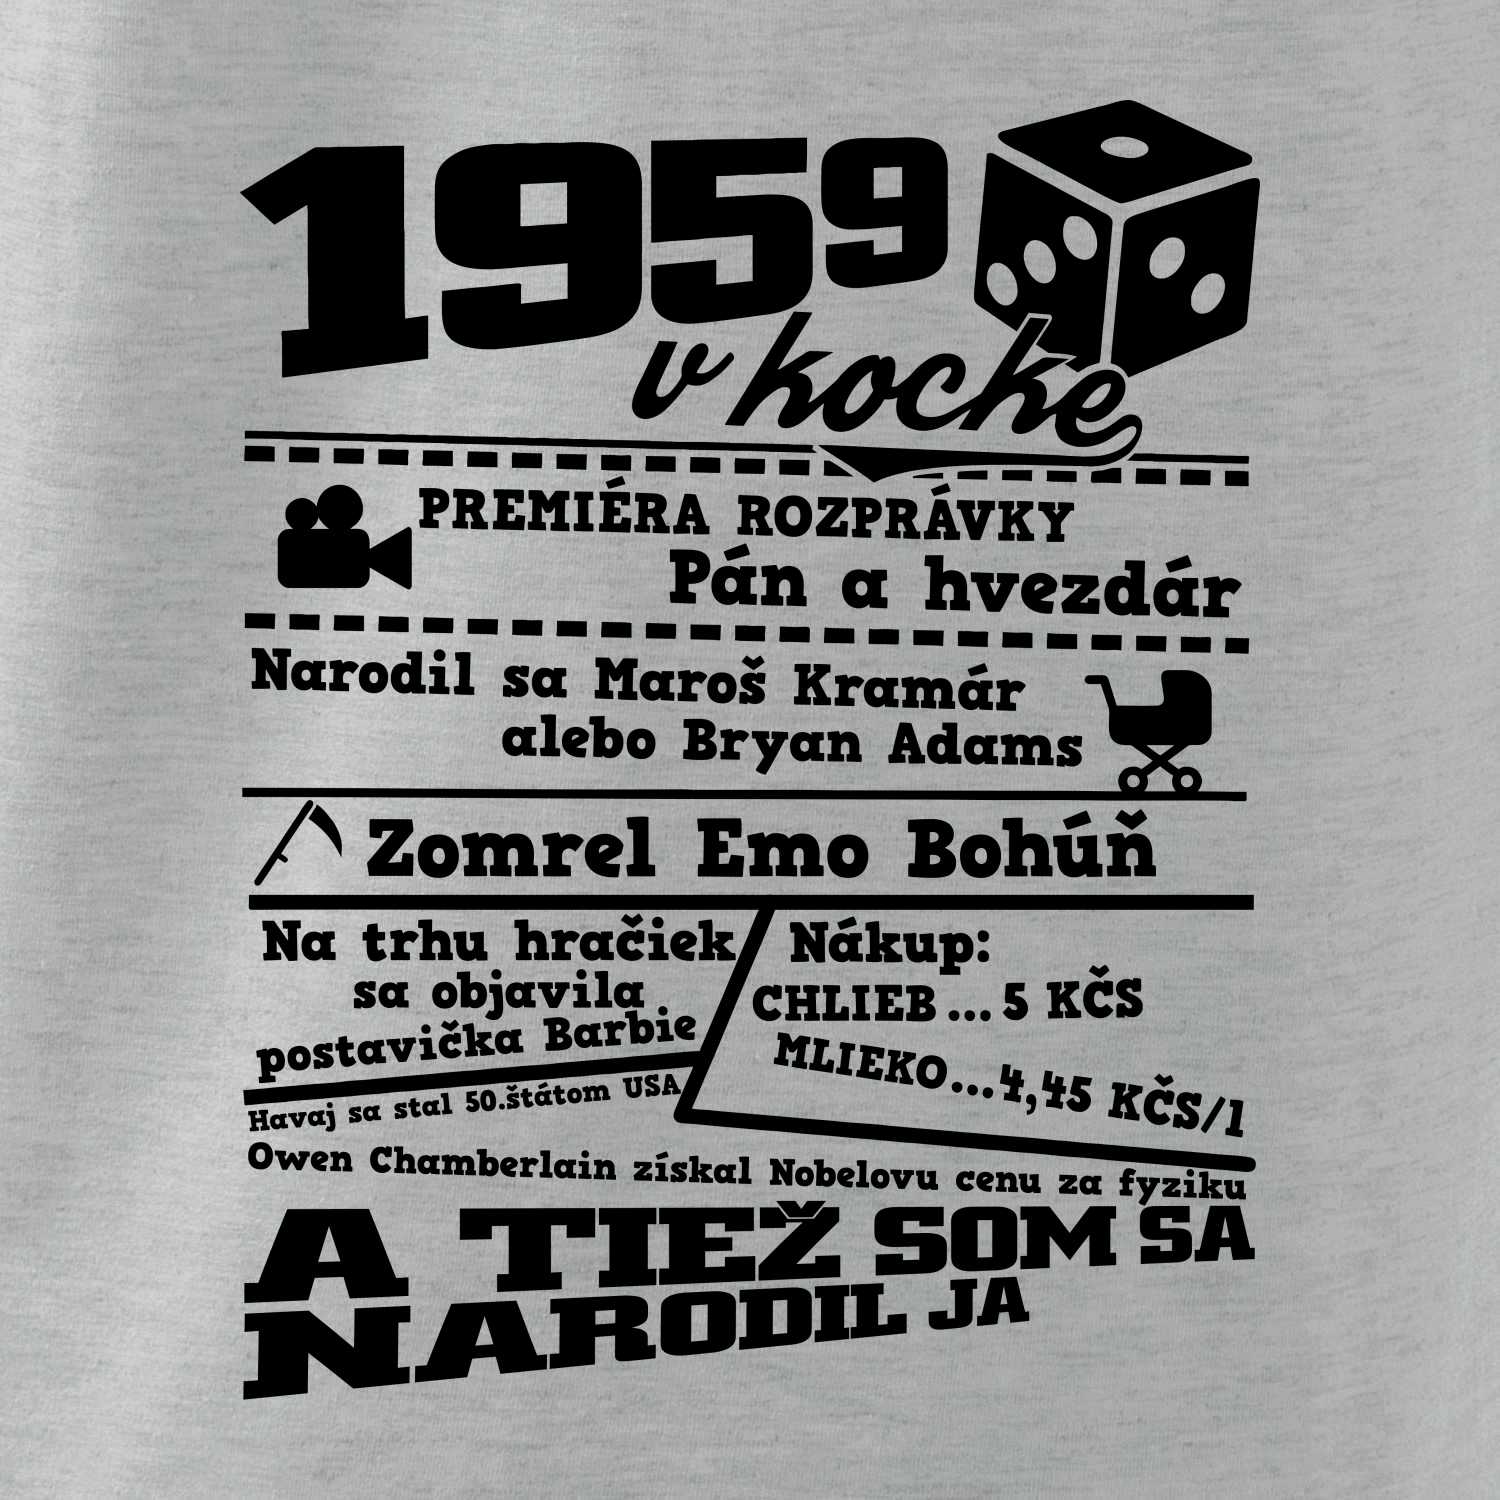 1959
v kocke
PREMIÉRA ROZPRÁVKY
Pán a hvezdár
Narodil sa Maroš Kramár
alebo Bryan Adams
Zomrel Emo Bohúň
Na trhu hračiek
sa objavila
postavička Barbie
Nákup:
CHLIEB...5 KČS
MLIEKO...4,45 KČS/l
Havaj sa stal 50.štátom USA
Owen Chamberlain získal Nobelovu cenu za fyziku
A TIEŽ SOM SA
NARODIL JA